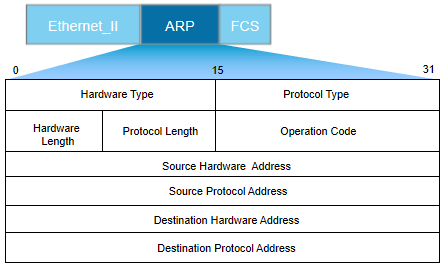 Ethernet_II ARP FCS
0 15 31
Hardware Type Protocol Type
Hardware
Length
Protocol Length
Operation Code
Source Hardware Address
Source Protocol Address
Destination Hardware Address
Destination Protocol Address